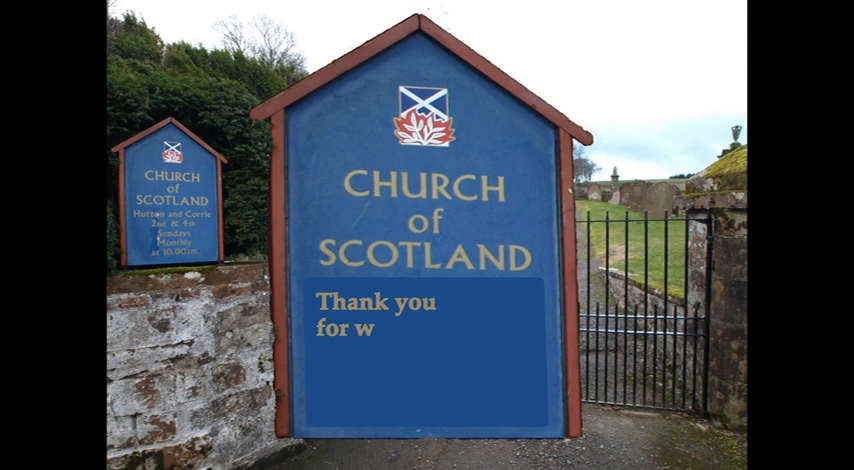 CHURCH
of
SCOTLAND
Hutton and Corrie
2nd & 4th
Sundays
Monthly
at 10.00am
CHURCH
of
SCOTLAND
Thank you
for w